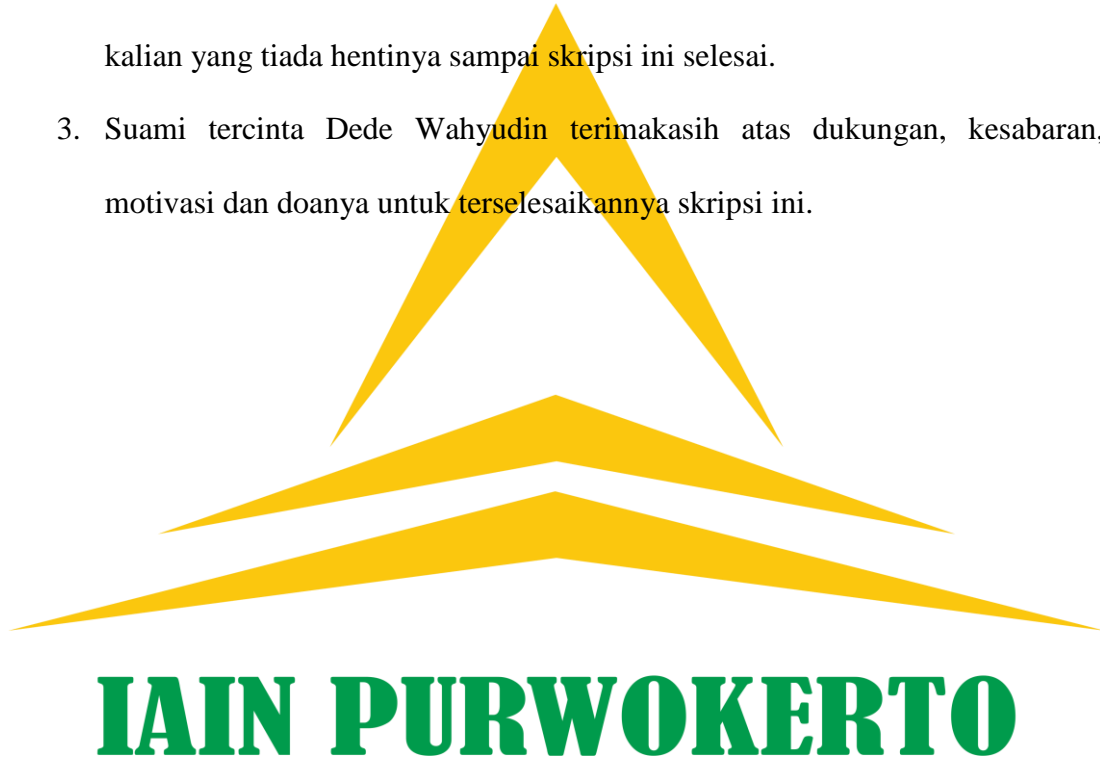 kalian yang tiada hentinya sampai skripsi ini selesai.
3. Suami tercinta Dede Wahyudin terimakasih atas dukungan, kesabaran,
motivasi dan doanya untuk terselesaikannya skripsi ini.
IAIN PURWOKERTO